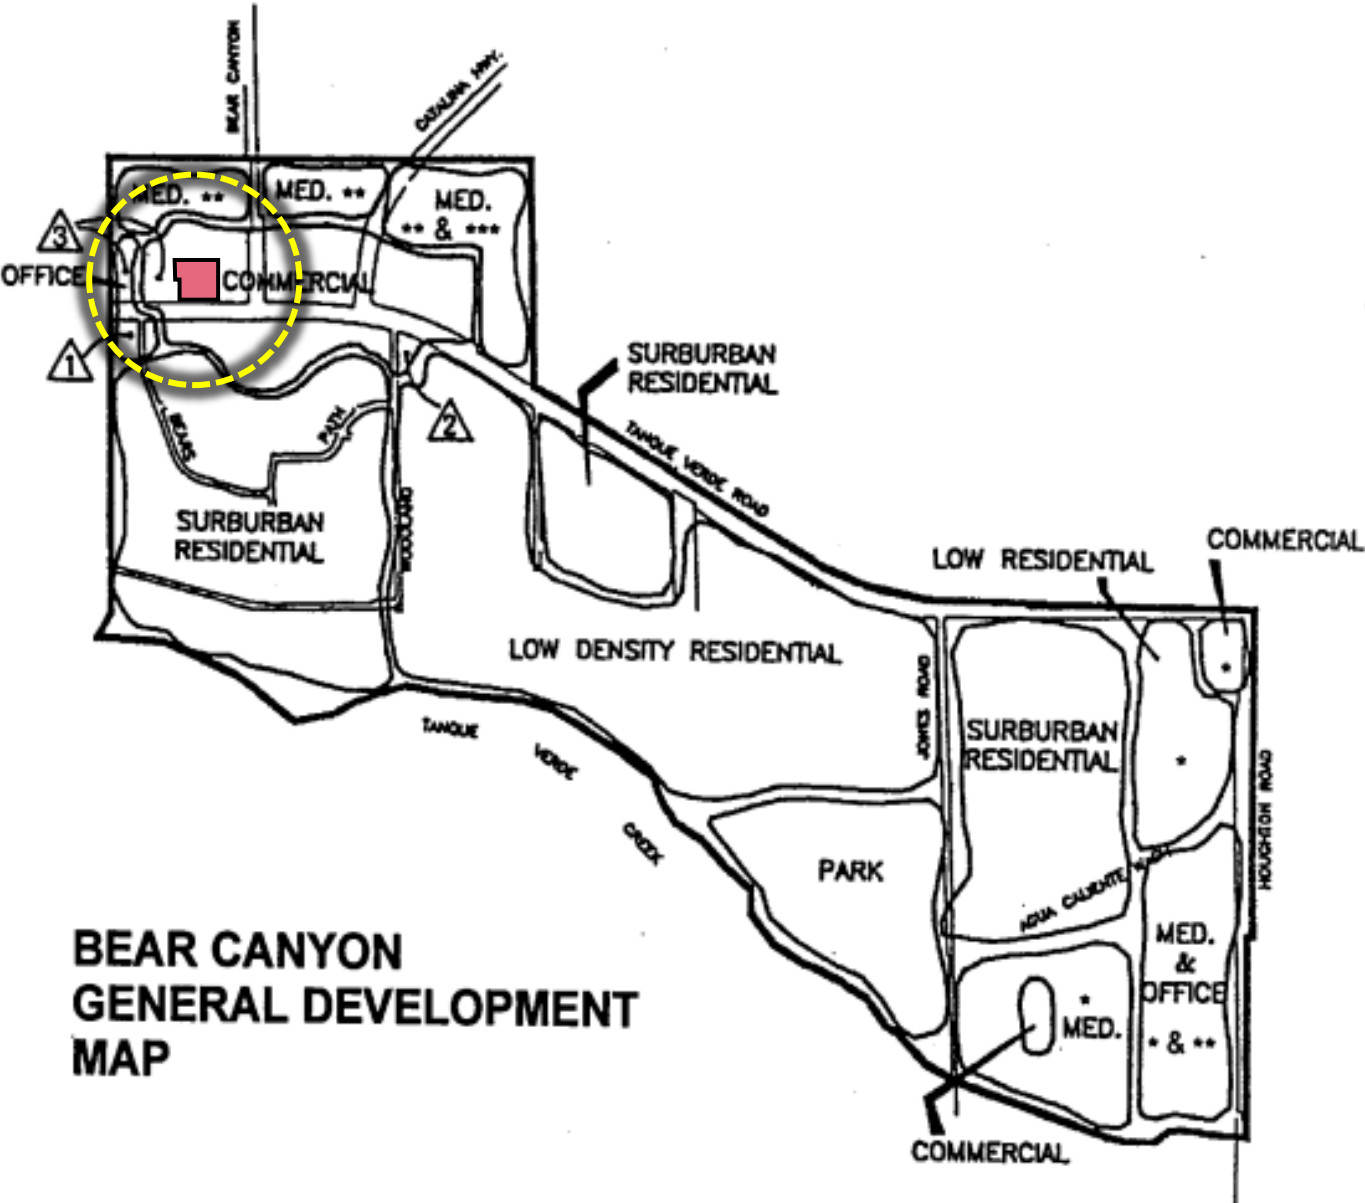 BEAR CANYON
CATALINA HWY.
MED. **
MED. **
MED.
** & ***
3
OFFICE
COMMERCIAL
1
2
SURBURBAN
RESIDENTIAL
TANQUE VERDE ROAD
BEARS
PATH
WOODLAND
SURBURBAN
RESIDENTIAL
COMMERCIAL
LOW RESIDENTIAL
LOW DENSITY RESIDENTIAL
JONES ROAD
*
SURBURBAN
RESIDENTIAL
*
HOUGHTON ROAD
TANQUE
VERDE
CREEK
PARK
AGUA CALIENTE
MED.
&
OFFICE
* & **
*
MED.
COMMERCIAL
BEAR CANYON
GENERAL DEVELOPMENT
MAP